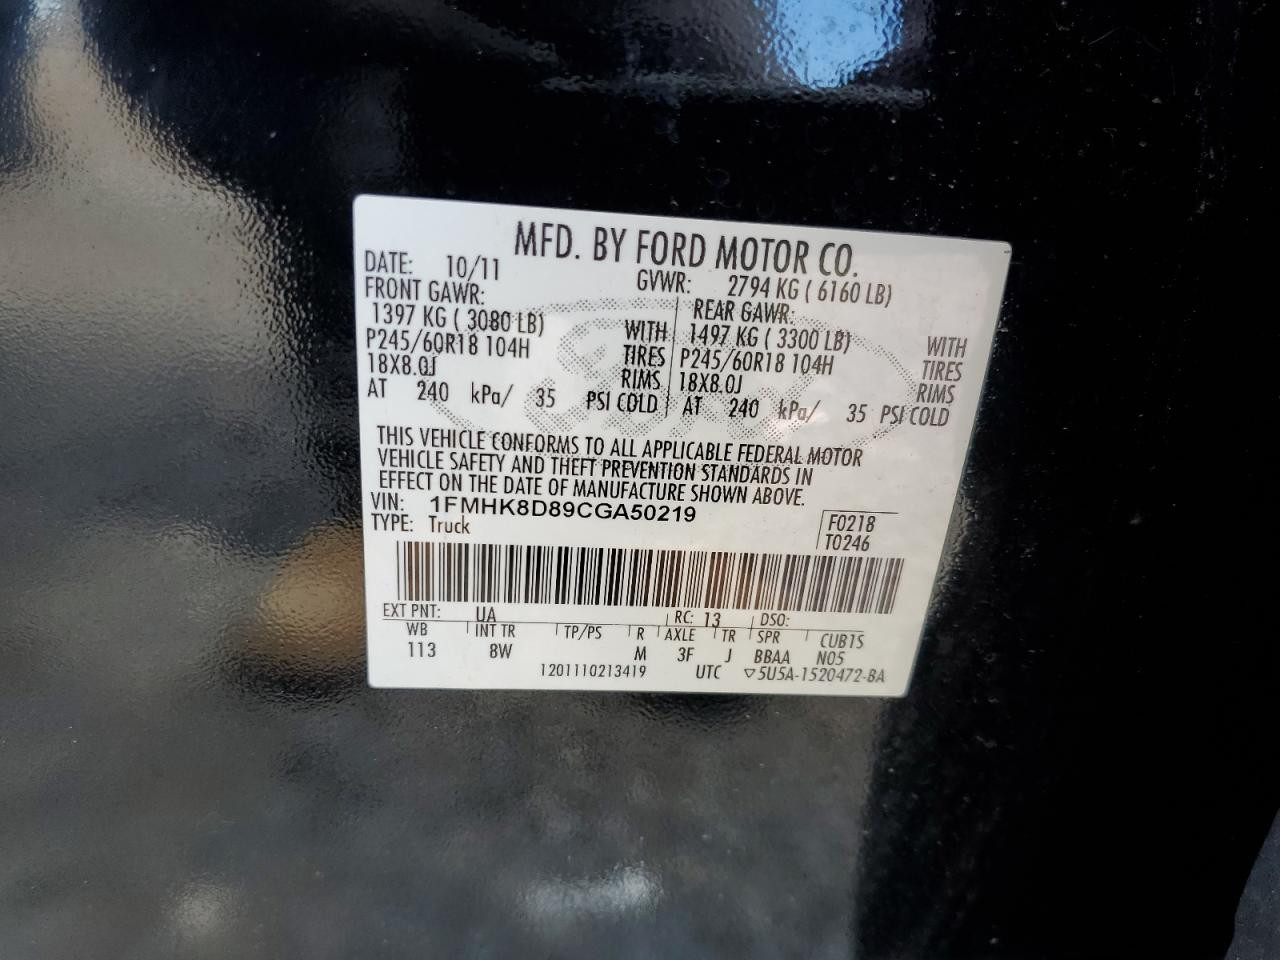 MFD. BY FORD MOTOR CO.
DATE: 10/11 GVWR: 2794 KG ( 6160 LB)
FRONT GAWR: REAR GAWR:
1397 KG ( 3080 LB) WITH 1497 KG ( 3300 LB) WITH
P245/60R18 104H TIRES P245/60R18 104H TIRES
18X8.0J RIMS 18X8.0J RIMS
AT 240 kPa/ 35 PSI COLD AT 240 kPa/ 35 PSI COLD
THIS VEHICLE CONFORMS TO ALL APPLICABLE FEDERAL MOTOR
VEHICLE SAFETY AND THEFT PREVENTION STANDARDS IN
EFFECT ON THE DATE OF MANUFACTURE SHOWN ABOVE.
VIN: 1FMHK8D89CGA50219
TYPE: Truck
F0218
T0246
EXT PNT: UA RC: 13 DSO:
WB INT TR TP/PS R AXLE TR SPR CUB1S
113 8W M 3F J BBAA N05
1201110213419 UTC ▽5U5A-1520472-BA